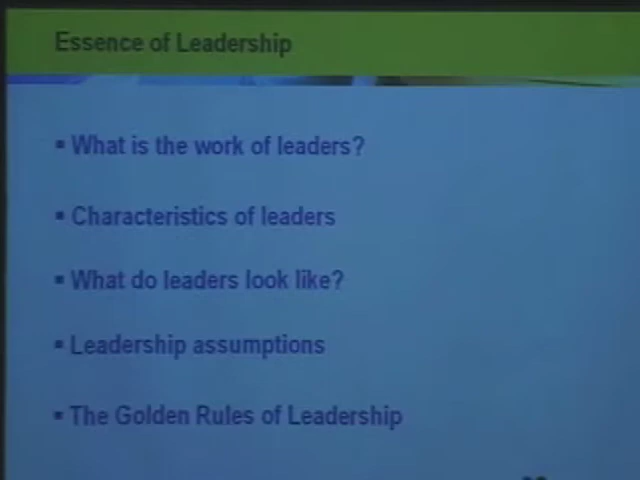 Essence of Leadership
▪ What is the work of leaders?
▪ Characteristics of leaders
▪ What do leaders look like?
▪ Leadership assumptions
▪ The Golden Rules of Leadership